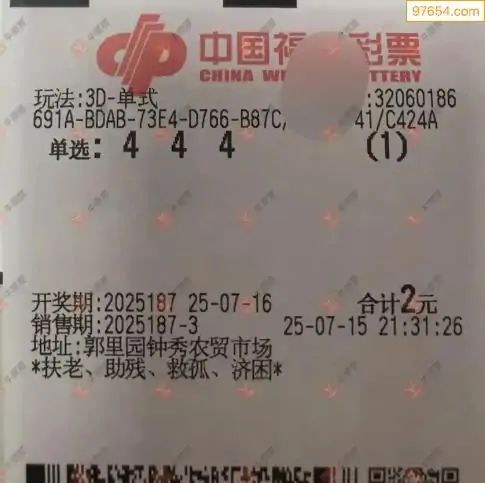 97654.com
中国福 彩票
CHINA W LOTTERY
玩法:3D-单式 :32060186
691A-BDAB-73E4-D766-B87C, 41/C424A
单选: 4 4 4 (1)
开奖期:2025187 25-07-16 合计2元
销售期:2025187-3 25-07-15 21:31:26
地址:郭里园钟秀农贸市场
*扶老、助残、救孤、济困*